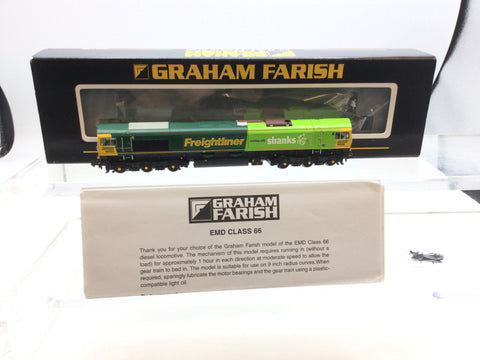 GRAHAM FARISH
Freightliner
shanks
GRAHAM
FARISH
EMD CLASS 66
Thank you for your choice of the Graham Farish model of the EMD Class 66
diesel locomotive. The mechanism of this model requires running in (without a
load) for approximately 1 hour in each direction at moderate speed to allow the
gear train to bed in. The model is suitable for use on 9 inch radius curves.When
required, sparingly lubricate the motor bearings and the gear train using a plastic-
compatible light oil.